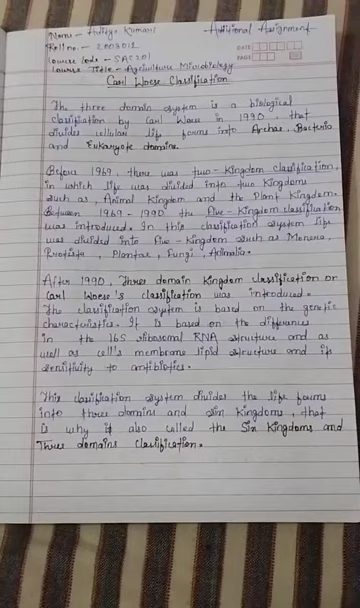 Name - Aditya Kumar Additional Assignment
Roll no. - 2003012
Course code - SAC201
DATE
Course Title - Agriculture Microbiology
PAGE
Carl Woese Classification
The three domain system is a biological
classification by Carl Woese in 1990, that
divides cellular life forms into Archae, Bacteria
and Eukaryote domains.
Before 1969, there was two-Kingdom classification,
in which life was divided into two Kingdoms
such as, Animal Kingdom and the Plant Kingdom.
Between 1969 - 1990 the Five-Kingdom classification
was introduced. In this classification system life
was divided into five-Kingdom such as Monera,
Protista, Plantae, Fungi, Animalia.
After 1990, Three domain Kingdom classification or
Carl Woese's classification was introduced.
The classification system is based on the genetic
characteristics. It is based on the differences
in the 16S ribosomal RNA structure and as
well as cell's membrane lipid structure and its
sensitivity to antibiotics.
This classification system divides the life forms
into three domains and six Kingdoms, that
is why it also called the Six Kingdoms and
Three domains Classification.